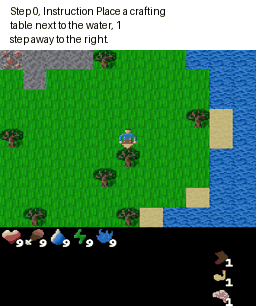 Step 0, Instruction Place a crafting
table next to the water, 1
step away to the right.
9 9 9 9 9
1
1
1